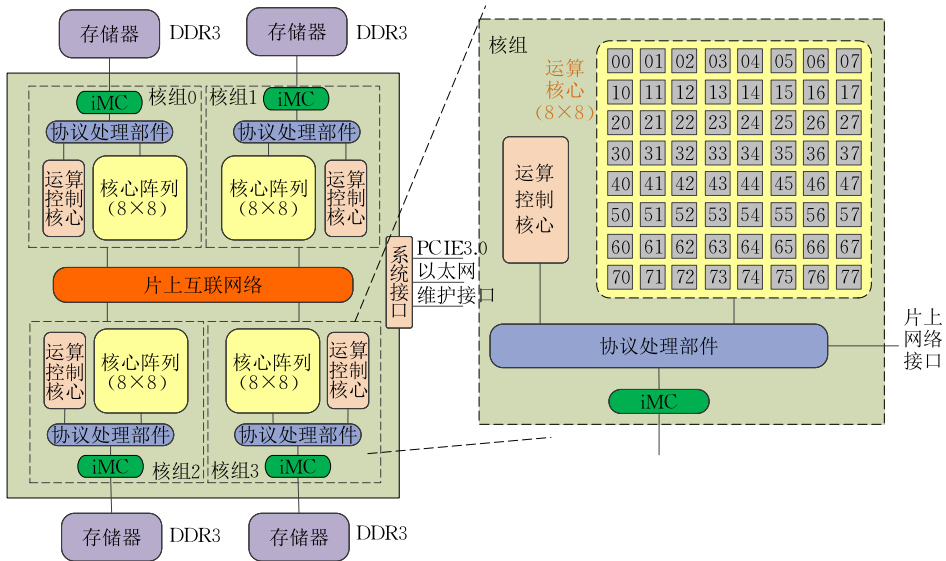 存储器 DDR3
存储器 DDR3
iMC 核组0
核组1 iMC
协议处理部件
协议处理部件
运算
控制
核心
核心阵列
(8×8)
核心阵列
(8×8)
运算
控制
核心
片上互联网络
系统接口
PCIE3.0
以太网
维护接口
运算
控制
核心
核心阵列
(8×8)
核心阵列
(8×8)
运算
控制
核心
协议处理部件
协议处理部件
iMC 核组2
核组3 iMC
存储器 DDR3
存储器 DDR3
核组
运算
核心
(8×8)
00 01 02 03 04 05 06 07
10 11 12 13 14 15 16 17
20 21 22 23 24 25 26 27
30 31 32 33 34 35 36 37
40 41 42 43 44 45 46 47
50 51 52 53 54 55 56 57
60 61 62 63 64 65 66 67
70 71 72 73 74 75 76 77
运算
控制
核心
协议处理部件
片上
网络
接口
iMC